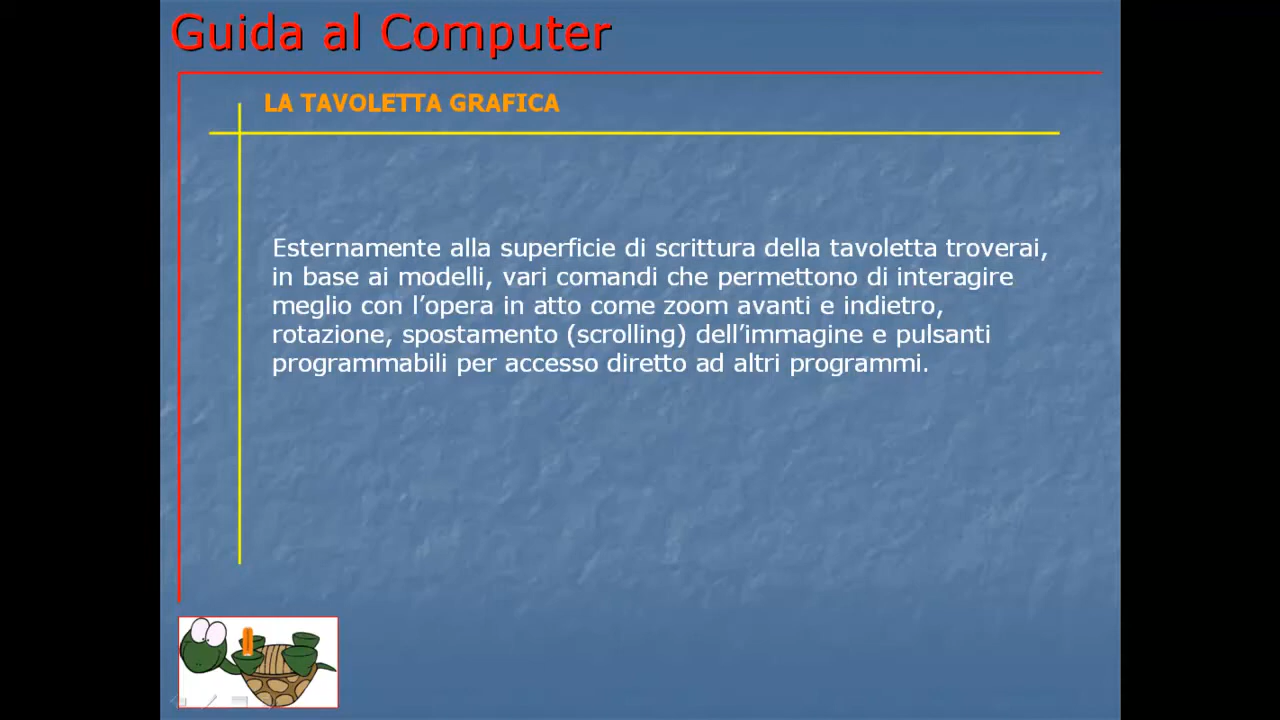 Guida al Computer
LA TAVOLETTA GRAFICA
Esternamente alla superficie di scrittura della tavoletta troverai,
in base ai modelli, vari comandi che permettono di interagire
meglio con l’opera in atto come zoom avanti e indietro,
rotazione, spostamento (scrolling) dell’immagine e pulsanti
programmabili per accesso diretto ad altri programmi.